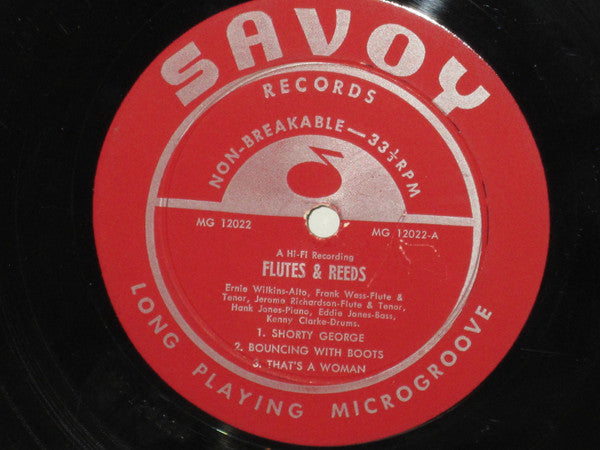 SAVOY
RECORDS
NON-BREAKABLE—33⅓RPM
MG 12022
MG 12022-A
A Hi-Fi Recording
FLUTES & REEDS
Ernie Wilkins-Alto, Frank Wess-Flute &
Tenor, Jerome Richardson-Flute & Tenor,
Hank Jones-Piano, Eddie Jones-Bass,
Kenny Clarke-Drums.
1. SHORTY GEORGE
2. BOUNCING WITH BOOTS
3. THAT'S A WOMAN
LONG PLAYING MICROGROOVE